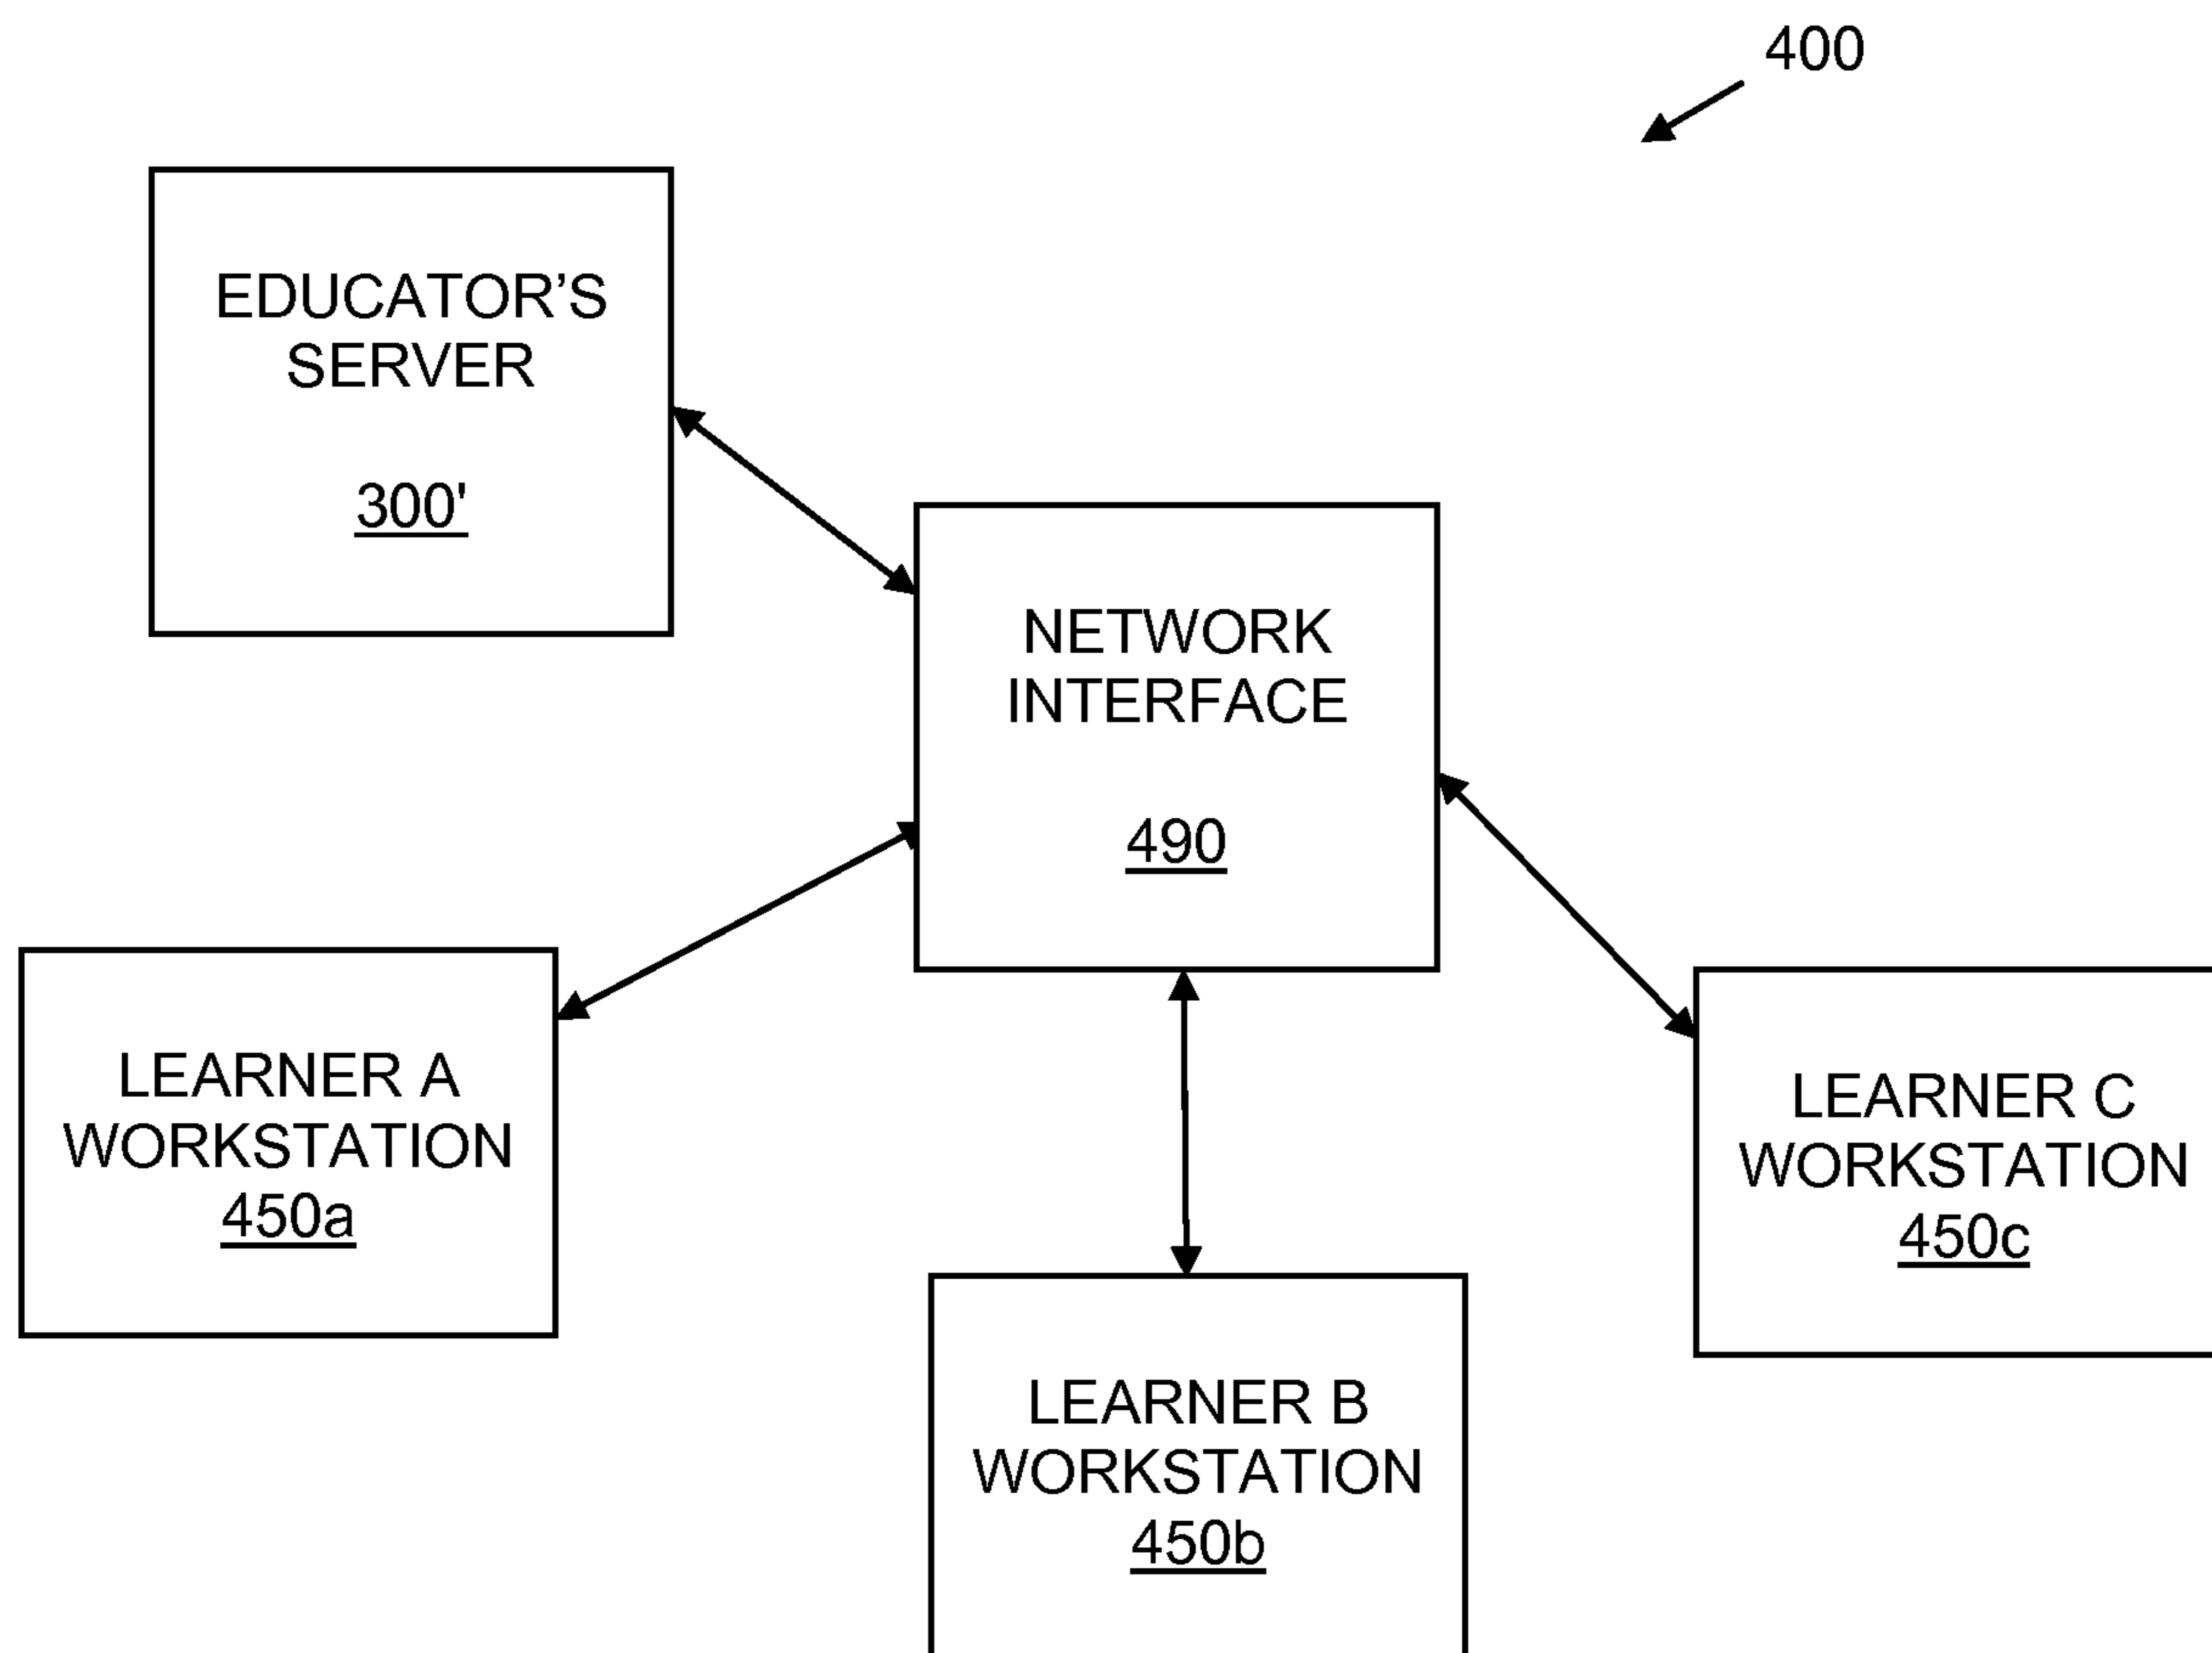 400
EDUCATOR’S
SERVER
300'
NETWORK
INTERFACE
490
LEARNER A
WORKSTATION
450a
LEARNER B
WORKSTATION
450b
LEARNER C
WORKSTATION
450c